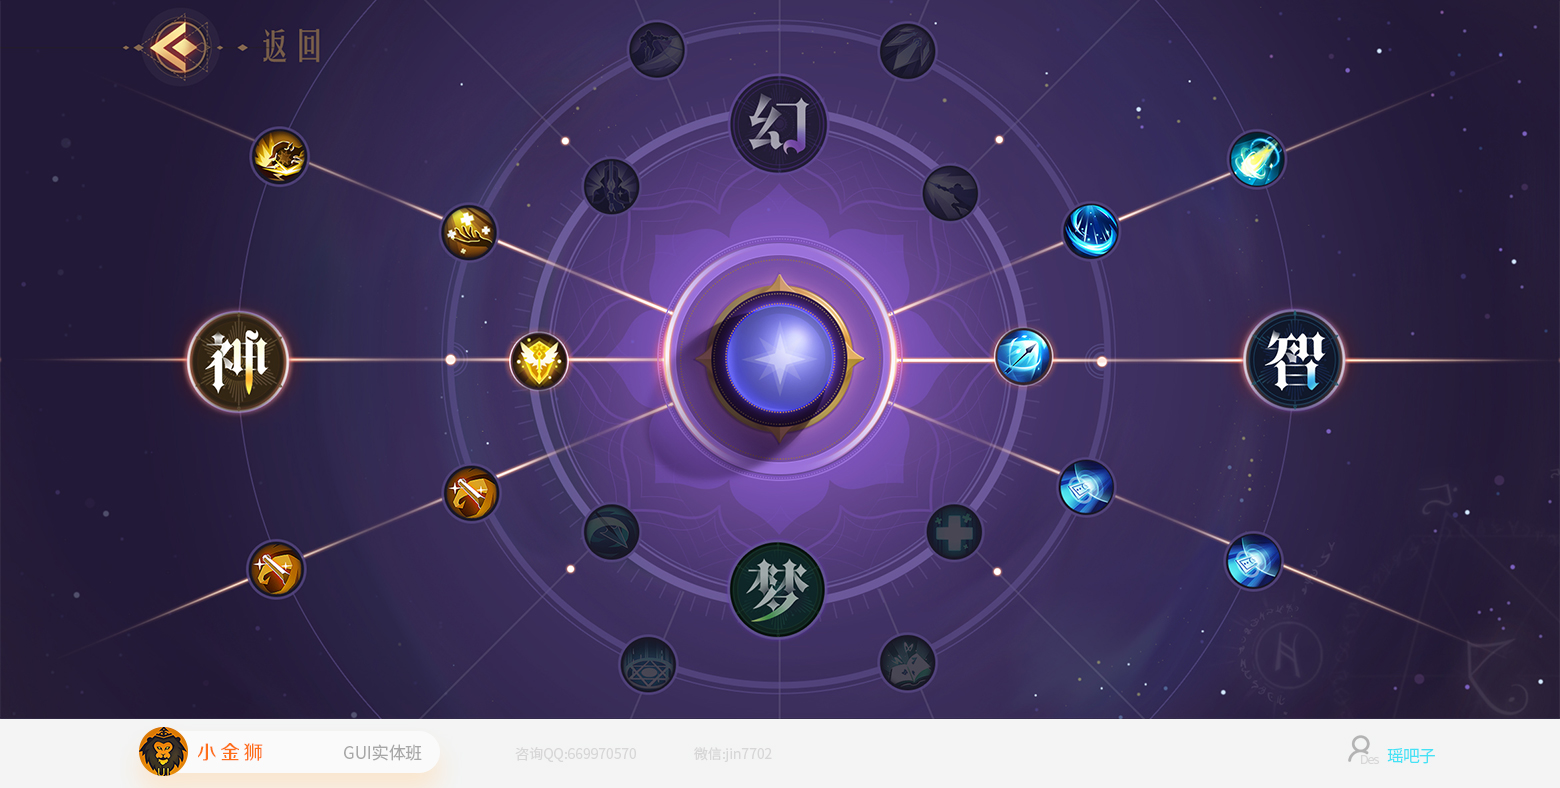 返回
幻
神
智
梦
小金狮
GUI实体班
咨询QQ:669970570
微信:jin7702
Des
瑶吧子